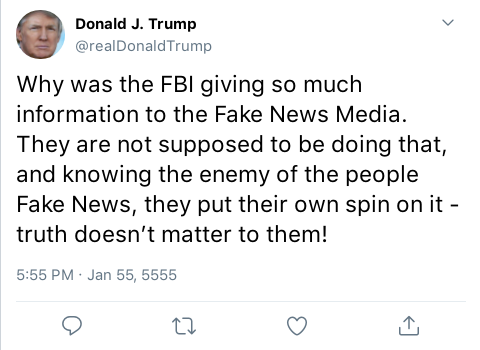 Donald J. Trump
@realDonaldTrump
Why was the FBI giving so much
information to the Fake News Media.
They are not supposed to be doing that,
and knowing the enemy of the people
Fake News, they put their own spin on it -
truth doesn’t matter to them!
5:55 PM · Jan 55, 5555